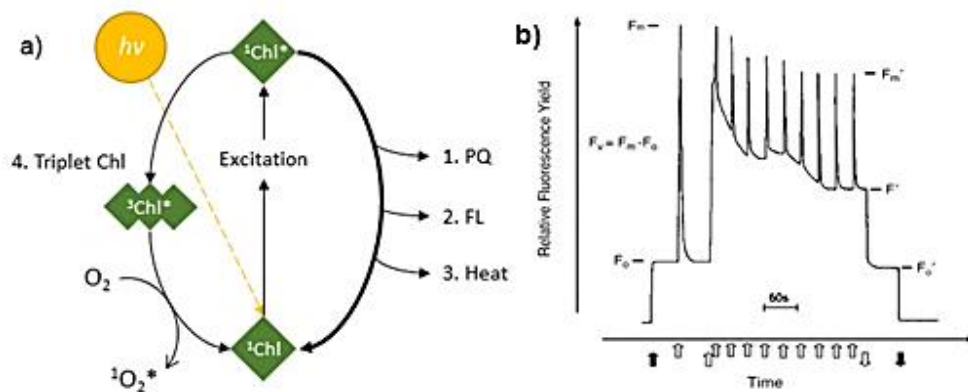 a)
hv
¹Chl*
4. Triplet Chl
Excitation
1. PQ
³Chl*
2. FL
3. Heat
O₂
¹Chl
¹O₂*
b)
Relative Fluorescence Yield
Fₘ
Fₘ'
Fᵥ = Fₘ - Fₒ
F'
Fₒ
Fₒ'
60s
Time